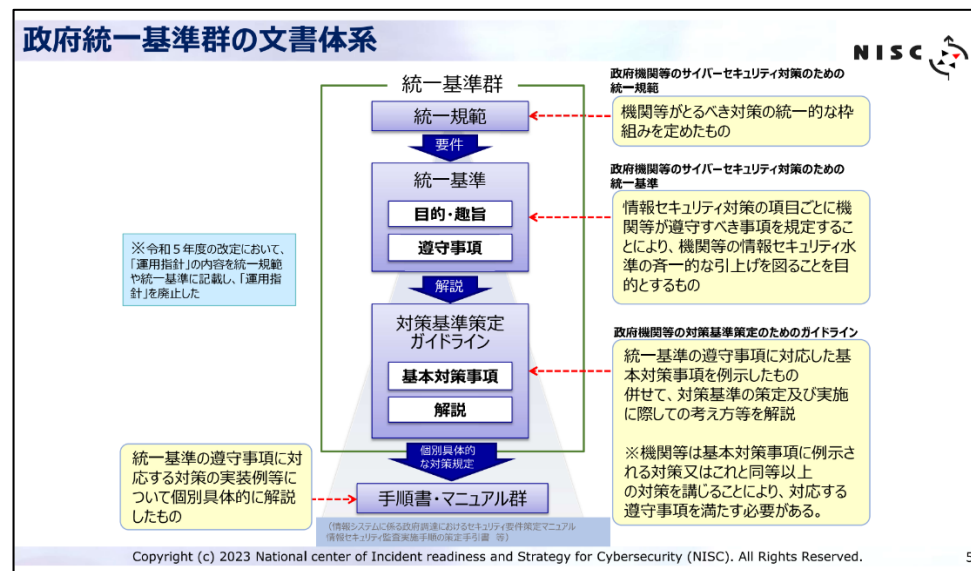 政府統一基準群の文書体系
NISC
統一基準群
統一規範
要件
統一基準
目的・趣旨
遵守事項
解説
対策基準策定
ガイドライン
基本対策事項
解説
個別具体的
な対策規定
手順書・マニュアル群
（情報システムに係る政府調達におけるセキュリティ要件策定マニュアル
情報セキュリティ監査実施手順の策定手引書 等）
※令和５年度の改定において、
「運用指針」の内容を統一規範
や統一基準に記載し、「運用指
針」を廃止した
統一基準の遵守事項に対
応する対策の実装例等に
ついて個別具体的に解説
したもの
政府機関等のサイバーセキュリティ対策のための
統一規範
機関等がとるべき対策の統一的な枠
組みを定めたもの
政府機関等のサイバーセキュリティ対策のための
統一基準
情報セキュリティ対策の項目ごとに機
関等が遵守すべき事項を規定するこ
とにより、機関等の情報セキュリティ水
準の斉一的な引上げを図ることを目
的とするもの
政府機関等の対策基準策定のためのガイドライン
統一基準の遵守事項に対応した基
本対策事項を例示したもの
併せて、対策基準の策定及び実施
に際しての考え方等を解説
※機関等は基本対策事項に例示さ
れる対策又はこれと同等以上
の対策を講じることにより、対応する
遵守事項を満たす必要がある。
Copyright (c) 2023 National center of Incident readiness and Strategy for Cybersecurity (NISC). All Rights Reserved.
5